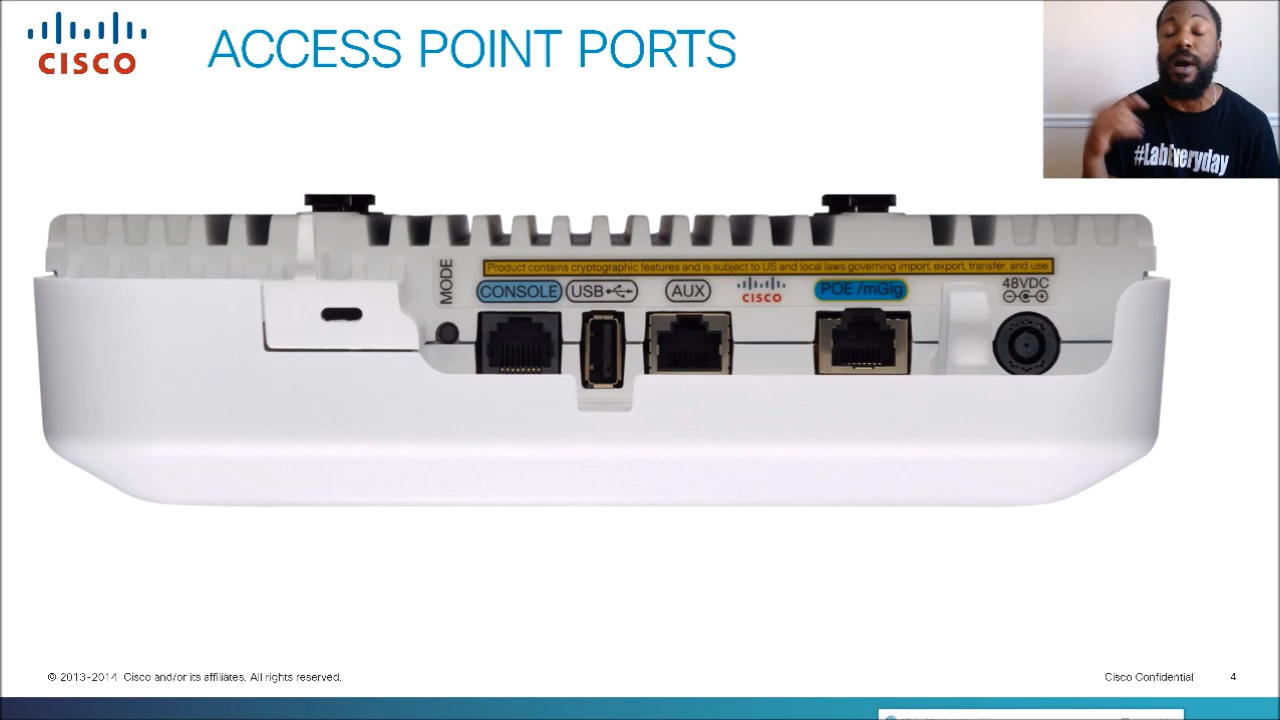 CISCO
ACCESS POINT PORTS
#LabEveryday
MODE
Product contains cryptographic features and is subject to US and local laws governing import, export, transfer, and use.
CONSOLE USB AUX CISCO POE /mGig 48VDC
© 2013-2014 Cisco and/or its affiliates. All rights reserved. Cisco Confidential 4